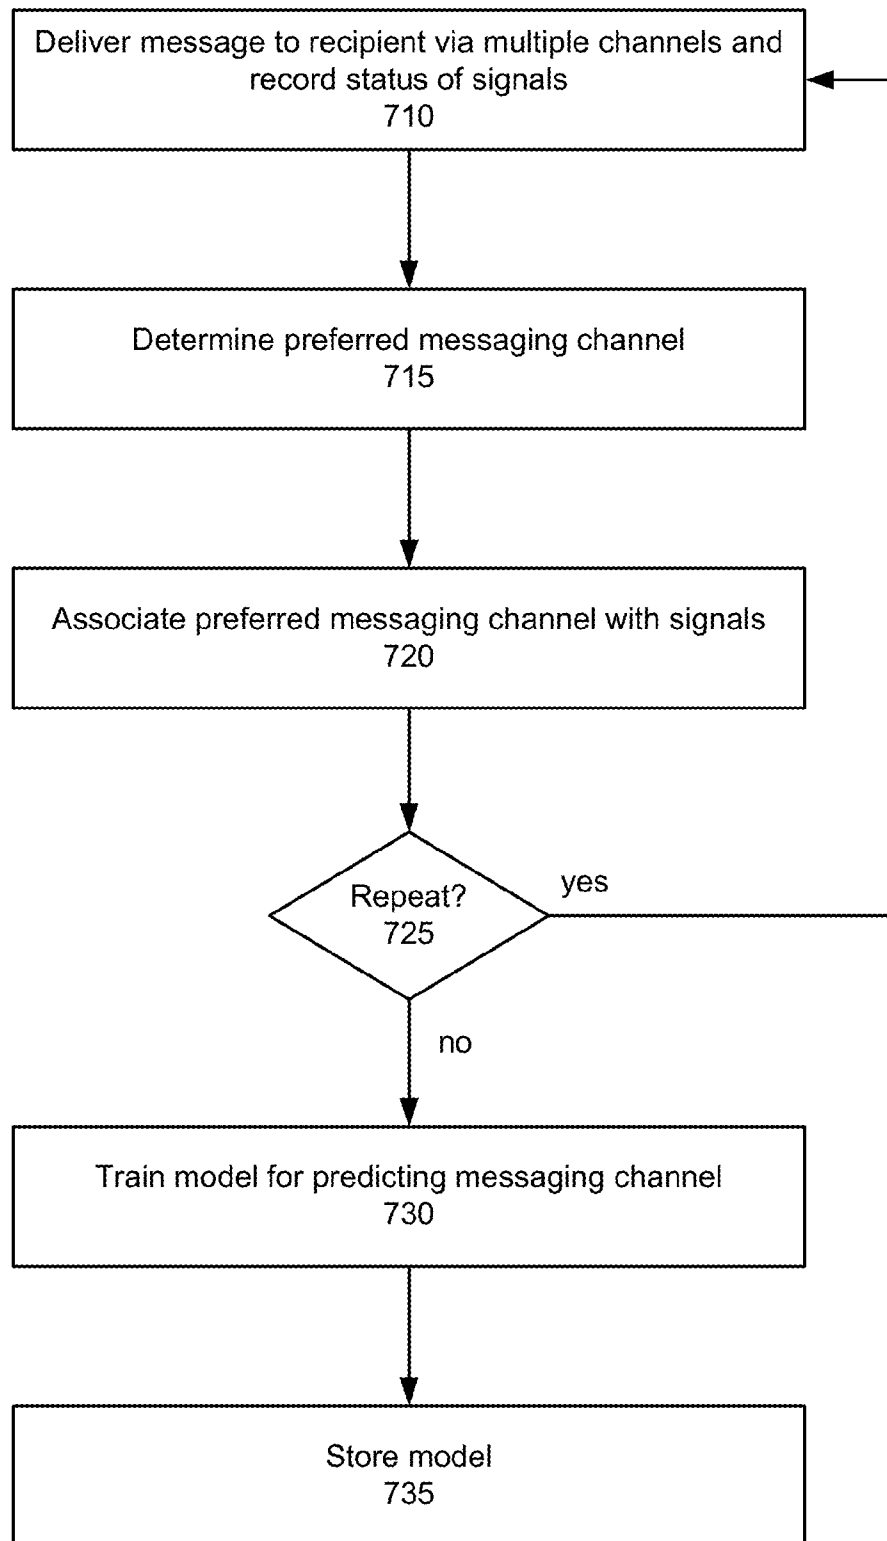 Deliver message to recipient via multiple channels and
record status of signals
710
Determine preferred messaging channel
715
Associate preferred messaging channel with signals
720
Repeat?
725
yes
no
Train model for predicting messaging channel
730
Store model
735